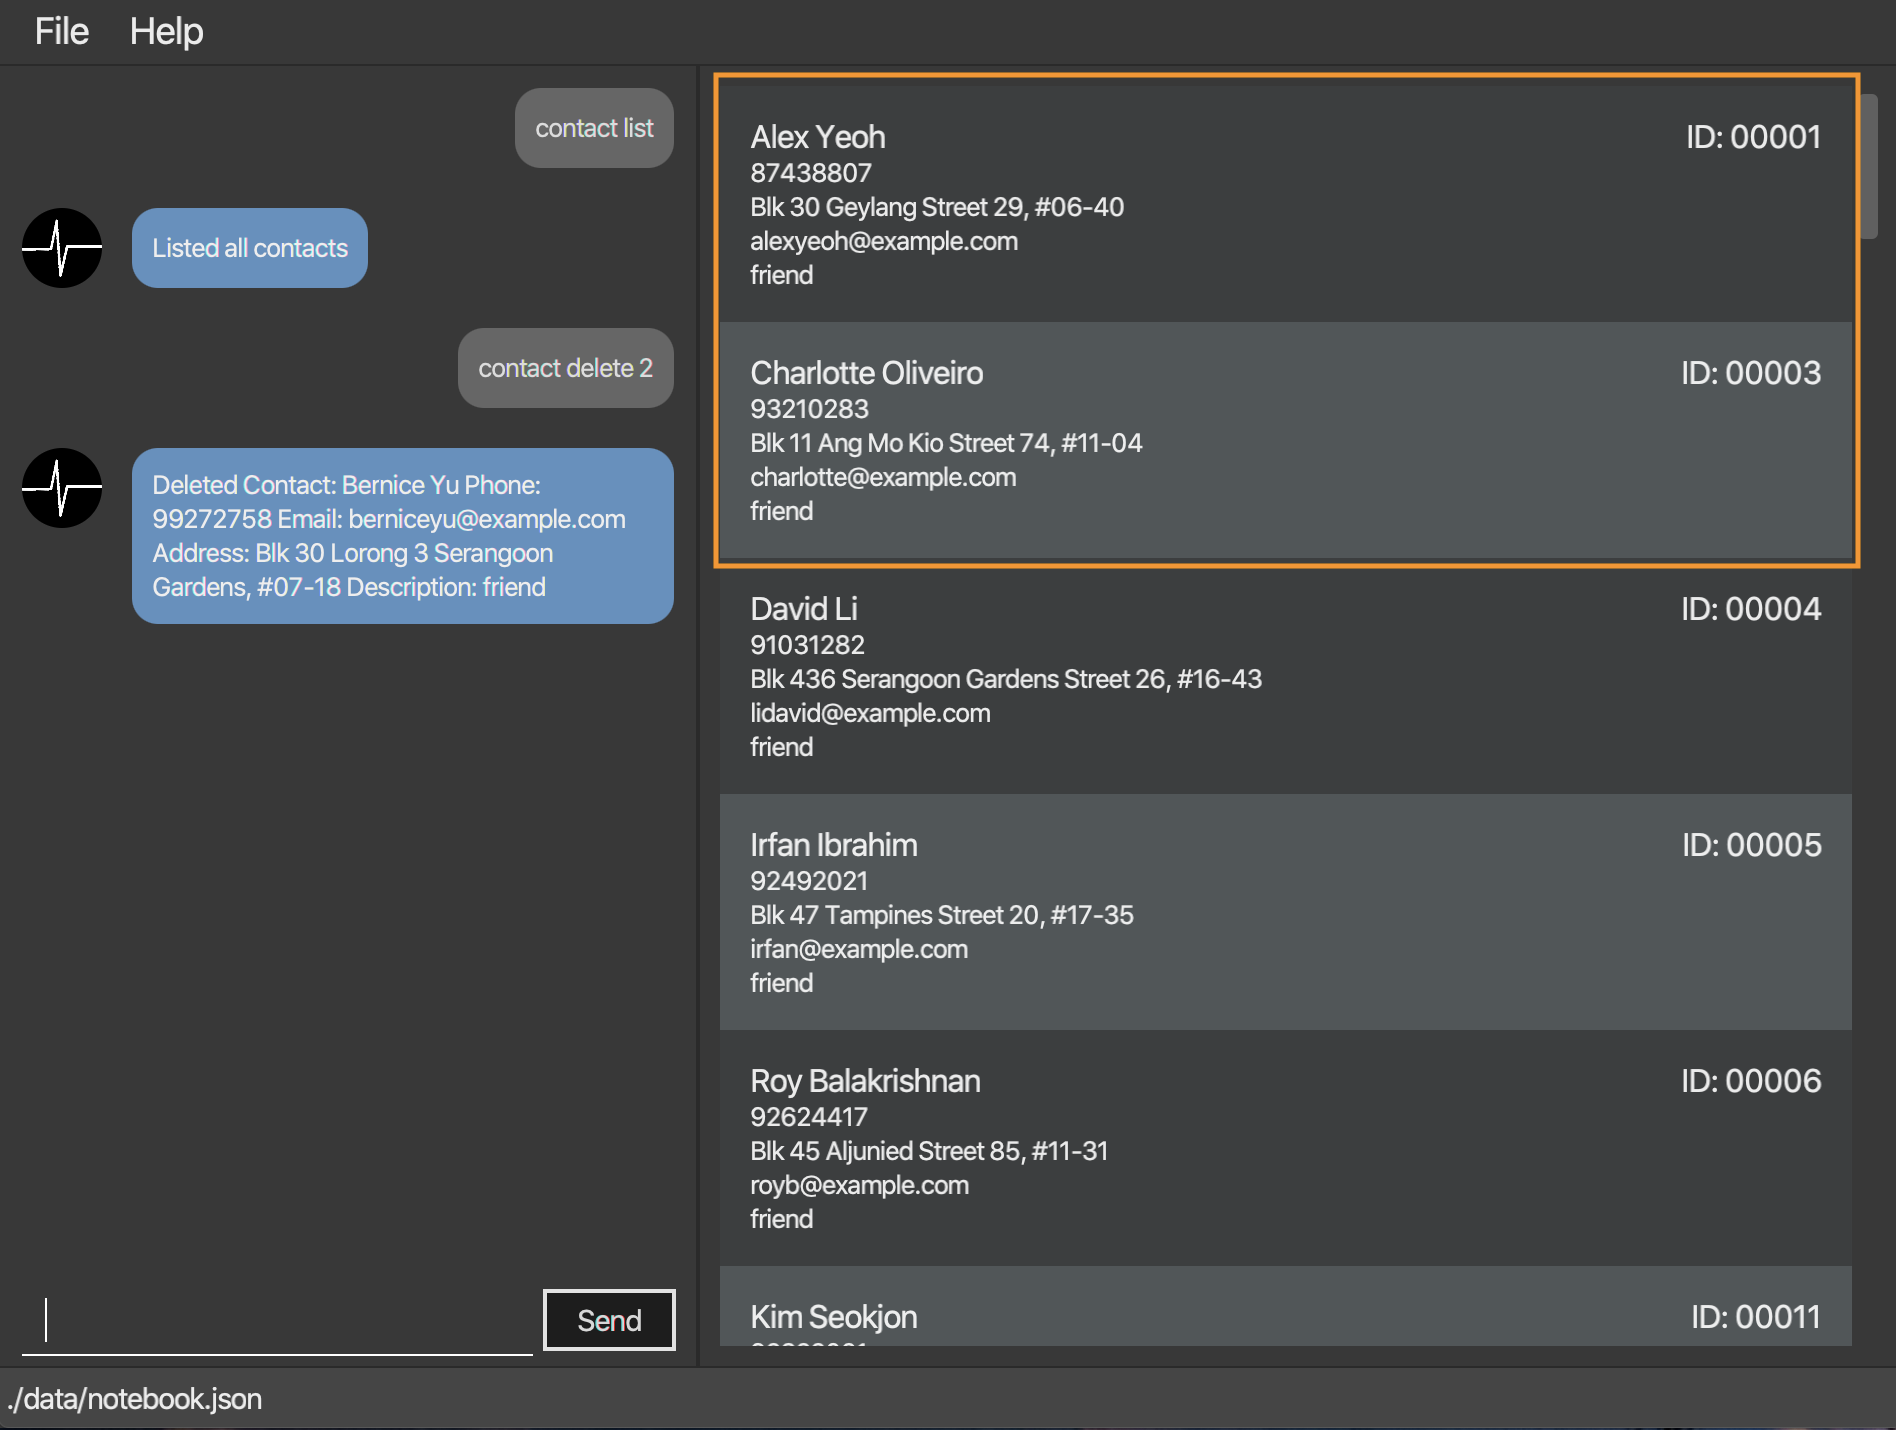 File Help
contact list
Listed all contacts
contact delete 2
Deleted Contact: Bernice Yu Phone:
99272758 Email: berniceyu@example.com
Address: Blk 30 Lorong 3 Serangoon
Gardens, #07-18 Description: friend
Send
Alex Yeoh ID: 00001
87438807
Blk 30 Geylang Street 29, #06-40
alexyeoh@example.com
friend
Charlotte Oliveiro ID: 00003
93210283
Blk 11 Ang Mo Kio Street 74, #11-04
charlotte@example.com
friend
David Li ID: 00004
91031282
Blk 436 Serangoon Gardens Street 26, #16-43
lidavid@example.com
friend
Irfan Ibrahim ID: 00005
92492021
Blk 47 Tampines Street 20, #17-35
irfan@example.com
friend
Roy Balakrishnan ID: 00006
92624417
Blk 45 Aljunied Street 85, #11-31
royb@example.com
friend
Kim Seokjon ID: 00011
./data/notebook.json